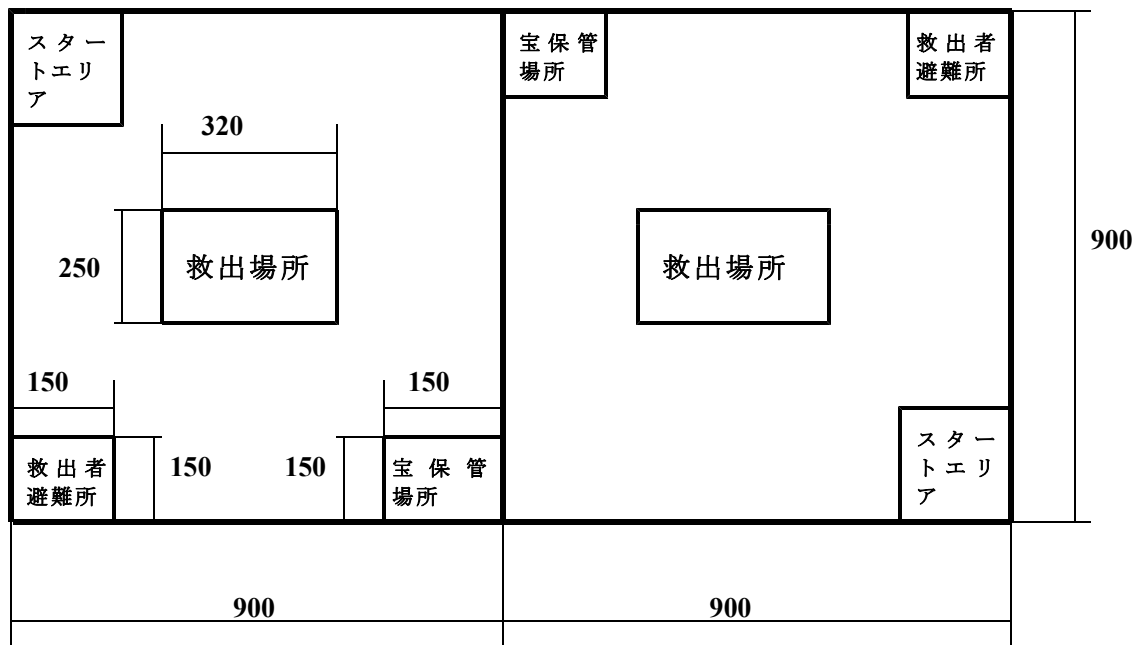 スター
トエリ
ア
宝保管
場所
救出者
避難所
320
250
救出場所
救出場所
900
150
150
救出者
避難所
150
150
宝保管
場所
スター
トエリ
ア
900
900